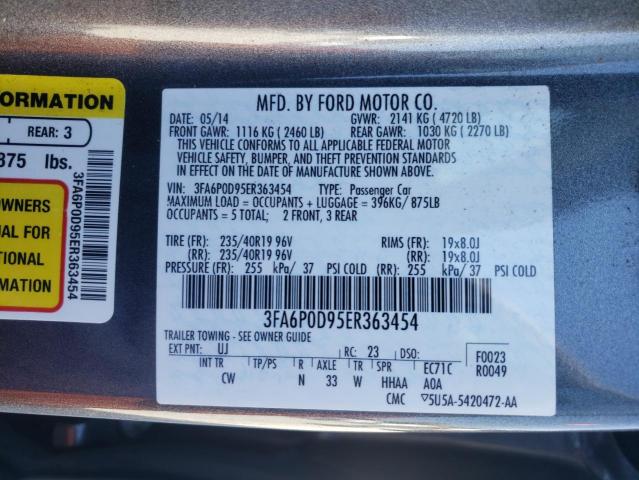 ORMATION
REAR: 3
875 lbs.
OWNERS
UAL FOR
TIONAL
MATION
3FA6P0D95ER363454
MFD. BY FORD MOTOR CO.
DATE: 05/14 GVWR: 2141 KG ( 4720 LB)
FRONT GAWR: 1116 KG ( 2460 LB) REAR GAWR: 1030 KG ( 2270 LB)
THIS VEHICLE CONFORMS TO ALL APPLICABLE FEDERAL MOTOR
VEHICLE SAFETY, BUMPER, AND THEFT PREVENTION STANDARDS
IN EFFECT ON THE DATE OF MANUFACTURE SHOWN ABOVE.
VIN: 3FA6P0D95ER363454 TYPE: Passenger Car
MAXIMUM LOAD = OCCUPANTS + LUGGAGE = 396KG/ 875LB
OCCUPANTS = 5 TOTAL; 2 FRONT, 3 REAR
TIRE (FR): 235/40R19 96V RIMS (FR): 19x8.0J
(RR): 235/40R19 96V (RR): 19x8.0J
PRESSURE (FR): 255 kPa/ 37 PSI COLD (RR): 255 kPa/ 37 PSI COLD
3FA6P0D95ER363454
TRAILER TOWING - SEE OWNER GUIDE
EXT PNT: UJ RC: 23 DSO: F0023
INT TR TP/PS R AXLE TR SPR EC71C R0049
CW N 33 W HHAA A0A
CMC ▽5U5A-5420472-AA